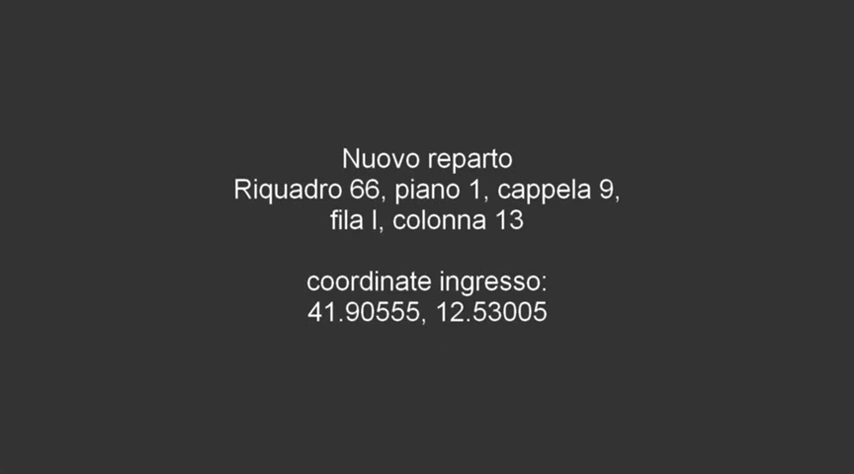 Nuovo reparto
Riquadro 66, piano 1, cappela 9,
fila I, colonna 13
coordinate ingresso:
41.90555, 12.53005